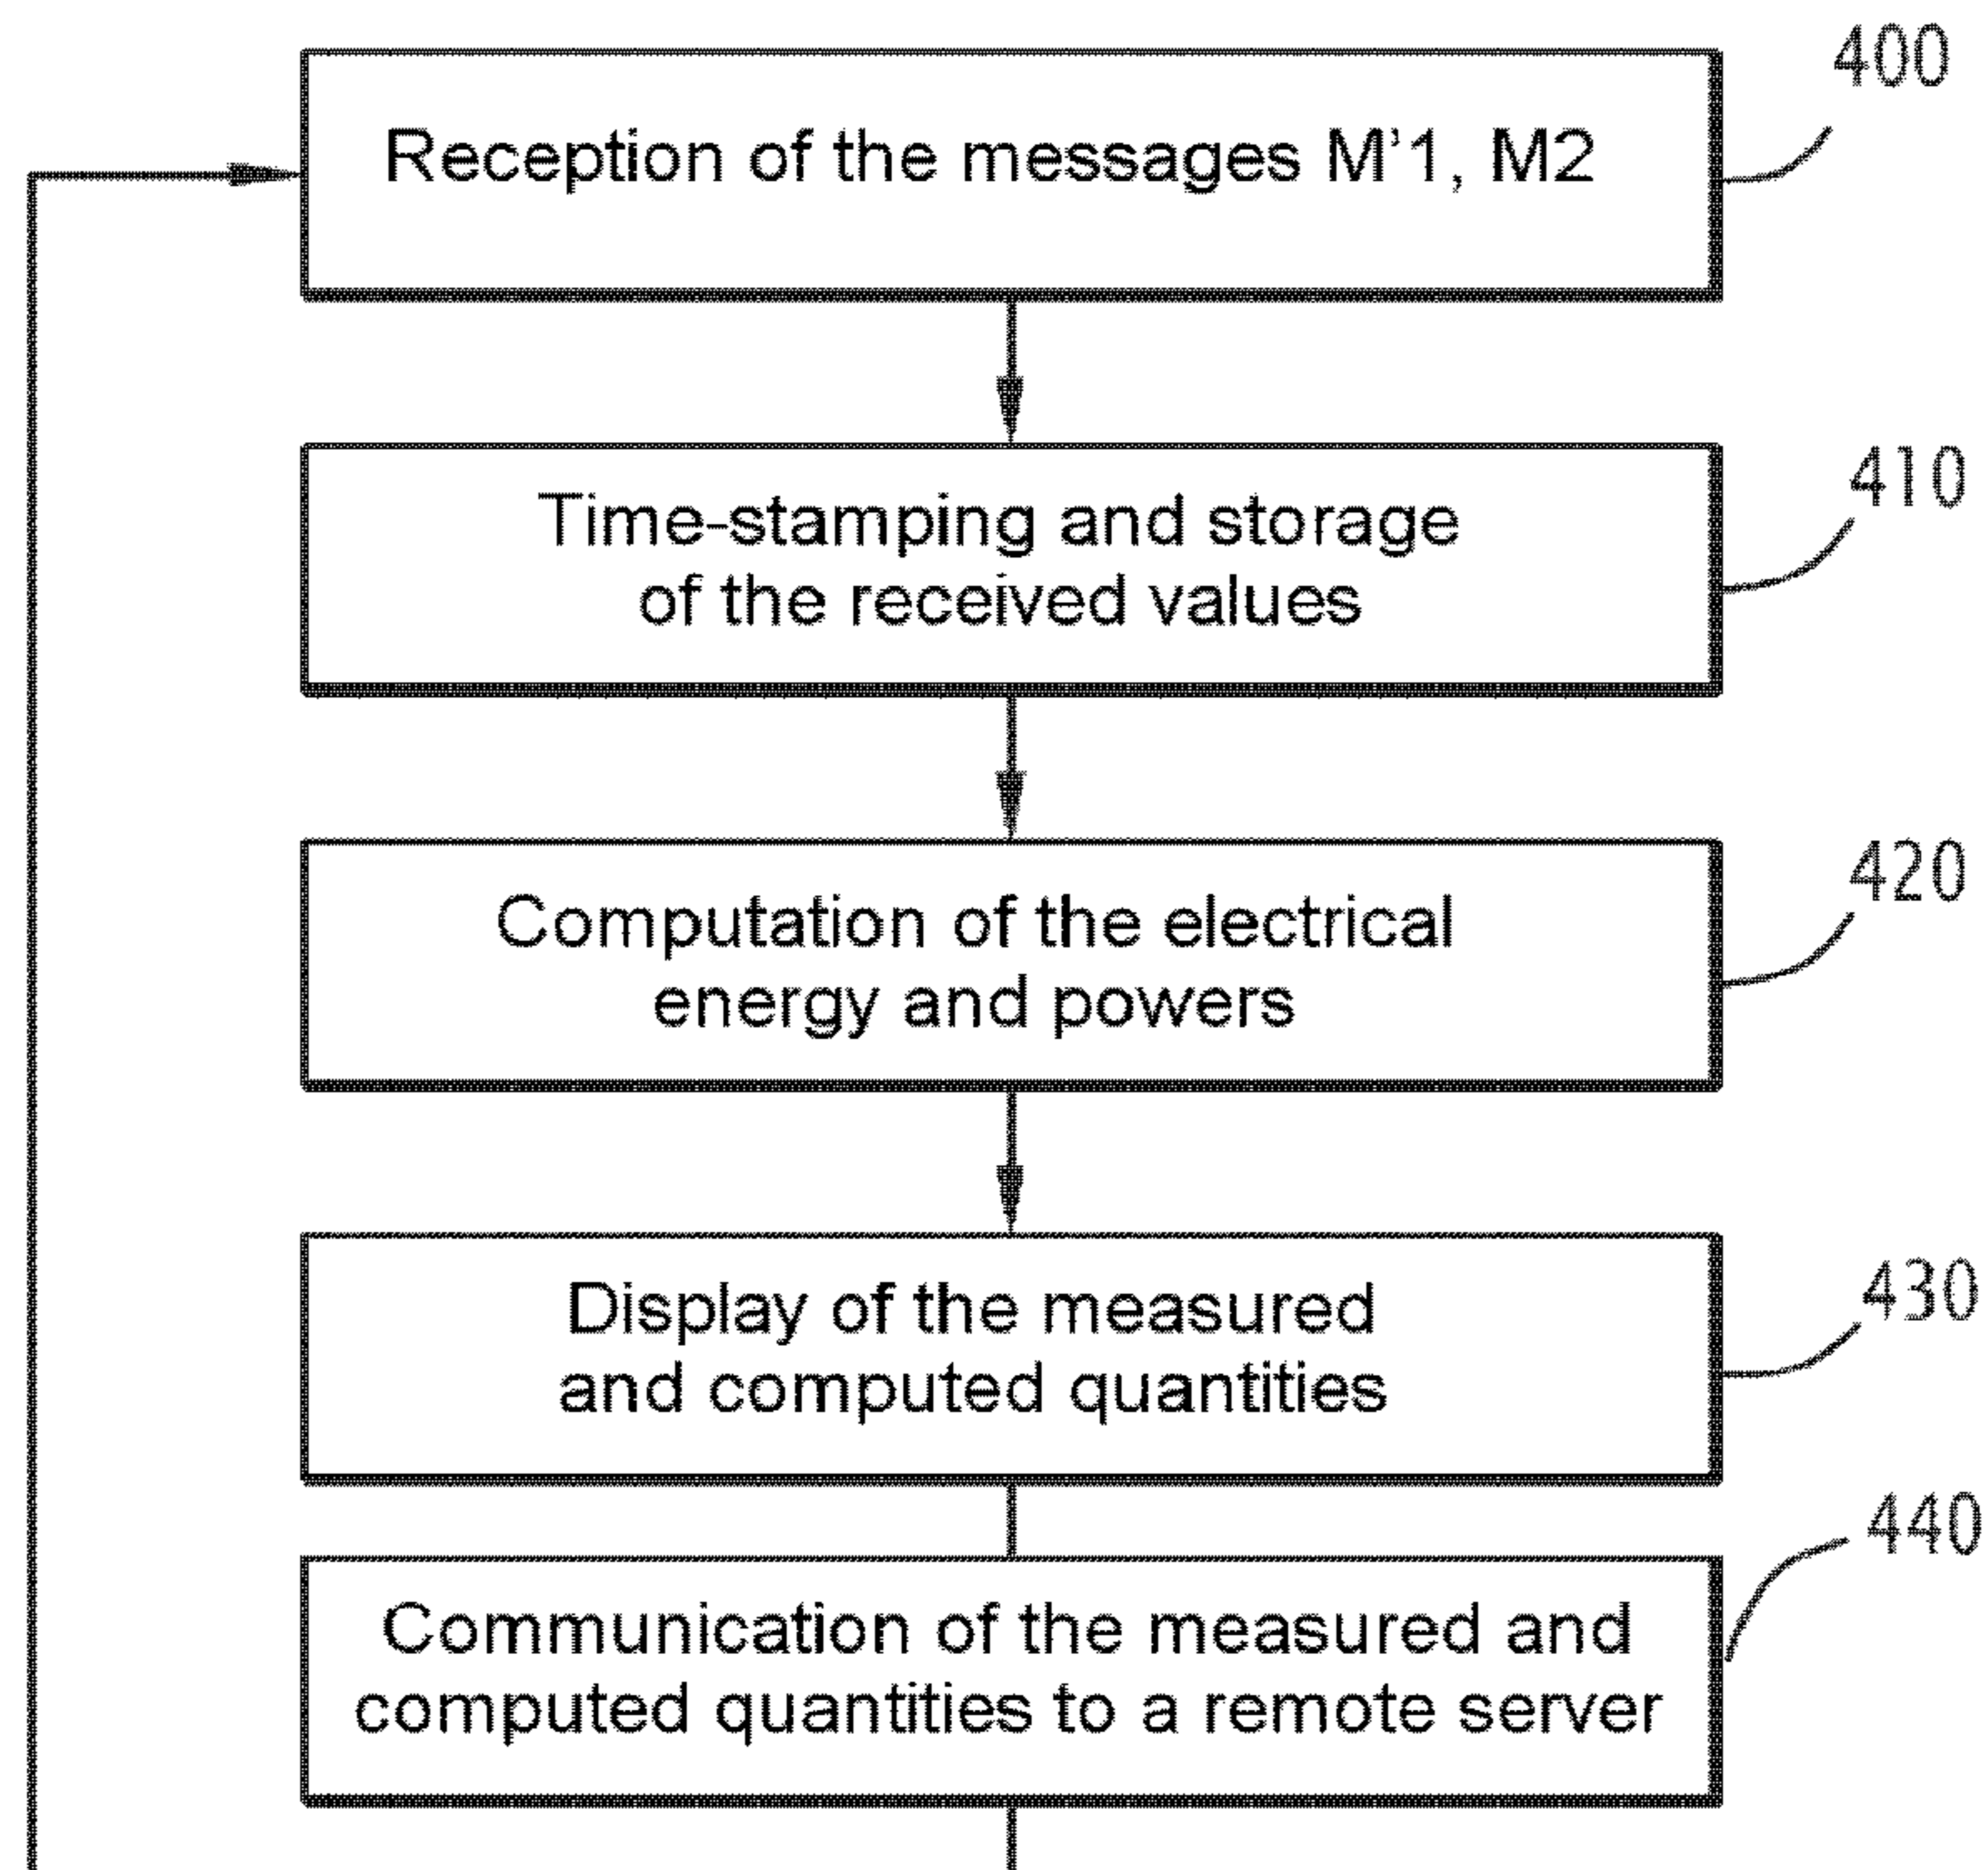 400
Reception of the messages M'1, M2
410
Time-stamping and storage
of the received values
420
Computation of the electrical
energy and powers
430
Display of the measured
and computed quantities
440
Communication of the measured and
computed quantities to a remote server